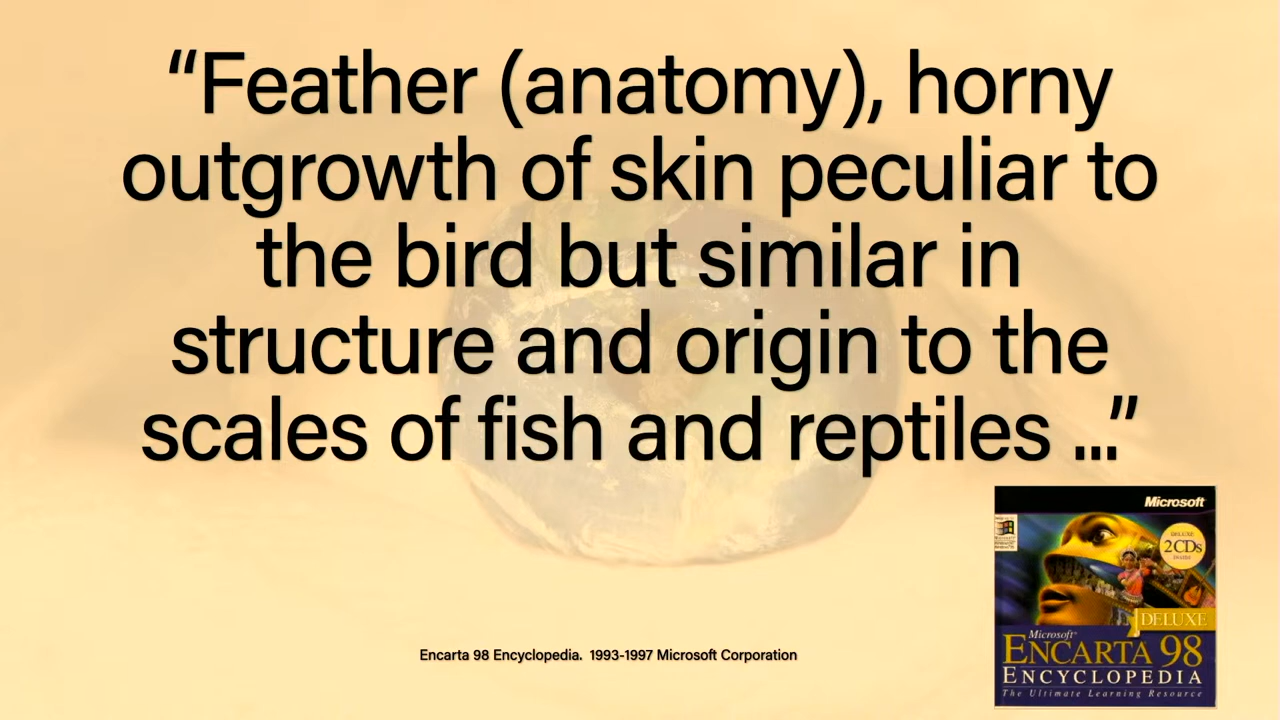 “Feather (anatomy), horny
outgrowth of skin peculiar to
the bird but similar in
structure and origin to the
scales of fish and reptiles ...”
Microsoft
DELUXE
2CDs
DELUXE
Microsoft
ENCARTA 98
ENCYCLOPEDIA
The Ultimate Learning Resource
Encarta 98 Encyclopedia. 1993-1997 Microsoft Corporation